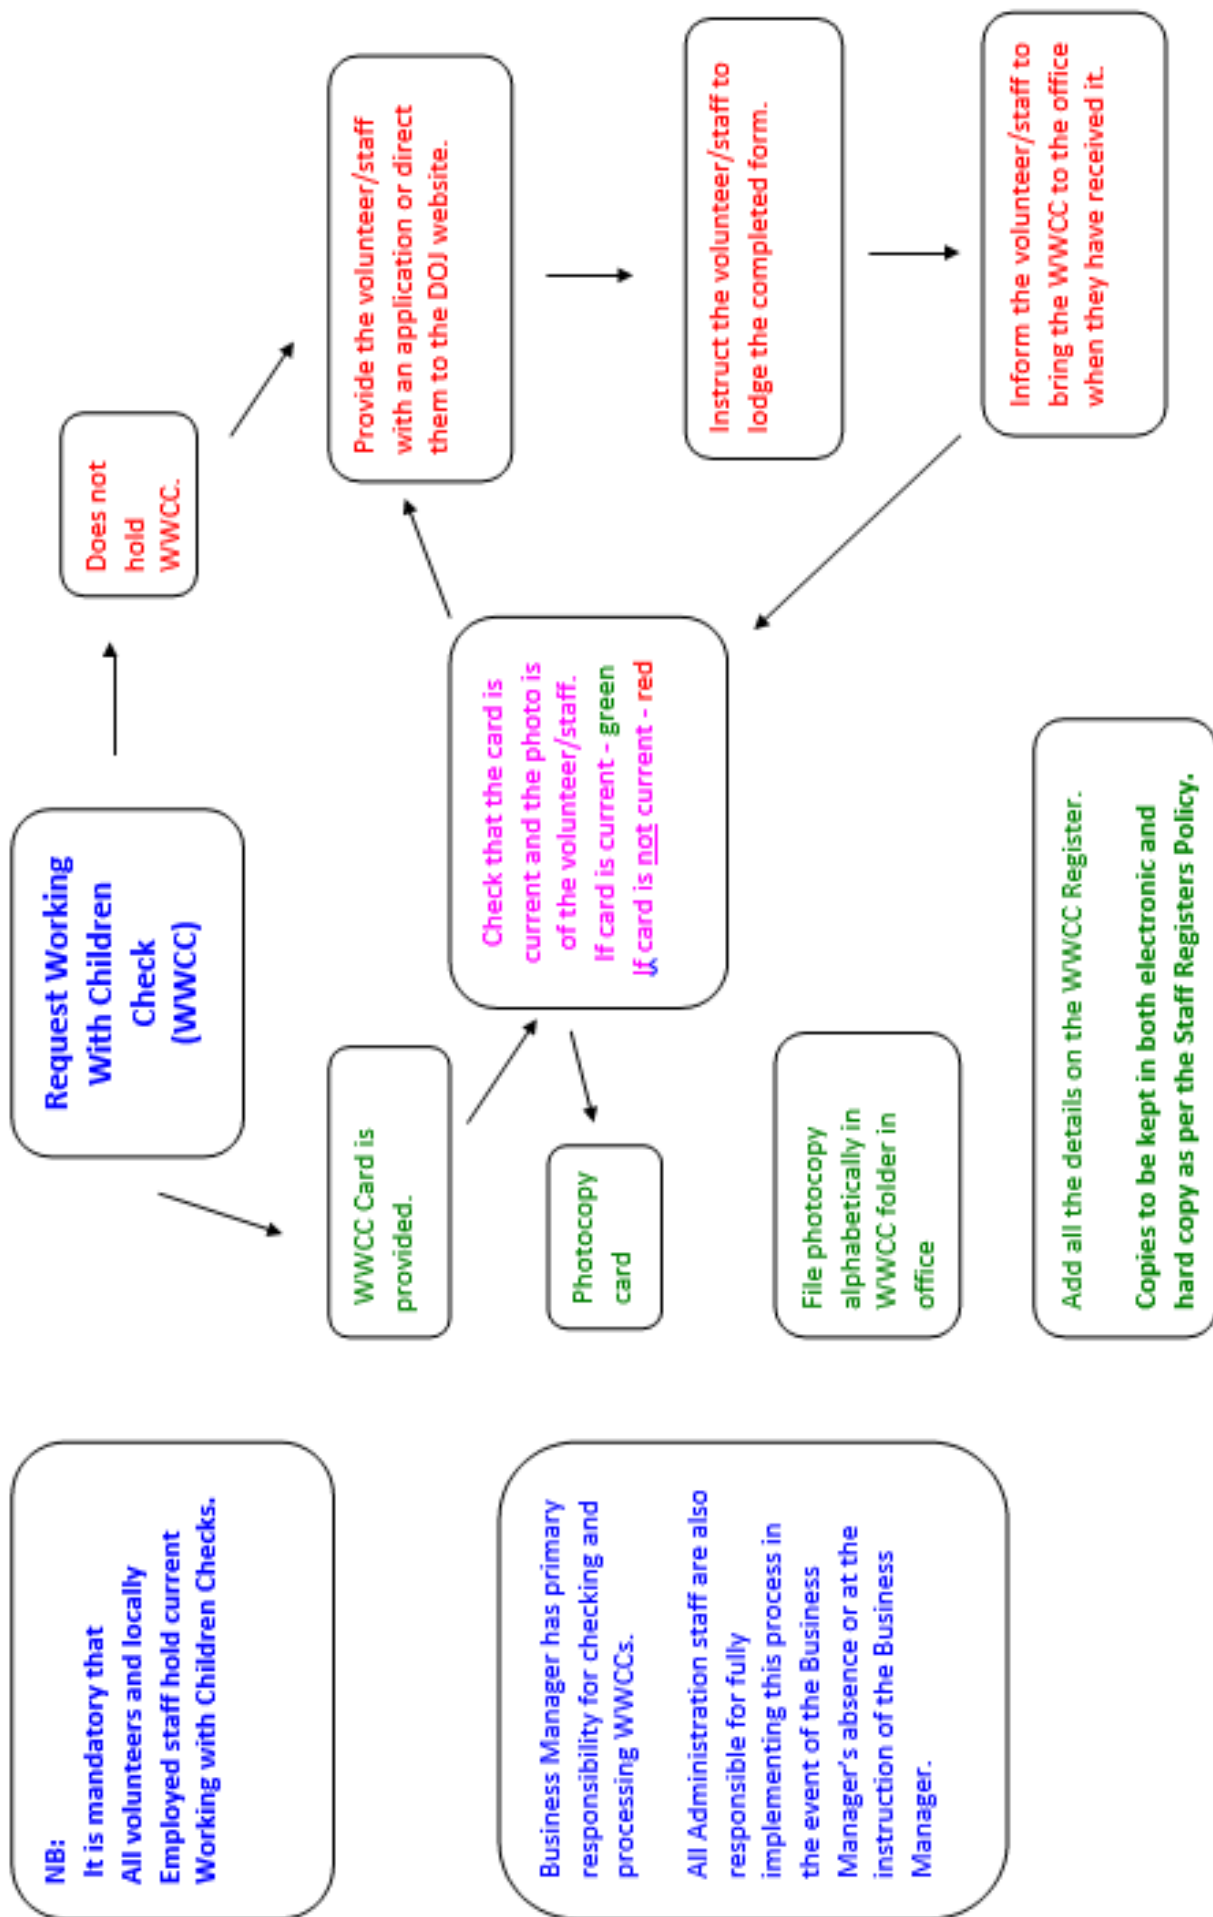 NB:
It is mandatory that
All volunteers and locally
Employed staff hold current
Working with Children Checks.
Request Working
With Children
Check
(WWCC)
Does not
hold
WWCC.
WWCC Card is
provided.
Provide the volunteer/staff
with an application or direct
them to the DOJ website.
Check that the card is
current and the photo is
of the volunteer/staff.
If card is current - green
If card is not current - red
Business Manager has primary
responsibility for checking and
processing WWCCs.
All Administration staff are also
responsible for fully
implementing this process in
the event of the Business
Manager's absence or at the
instruction of the Business
Manager.
Photocopy
card
Instruct the volunteer/staff to
lodge the completed form.
File photocopy
alphabetically in
WWCC folder in
office
Inform the volunteer/staff to
bring the WWCC to the office
when they have received it.
Add all the details on the WWCC Register.
Copies to be kept in both electronic and
hard copy as per the Staff Registers Policy.